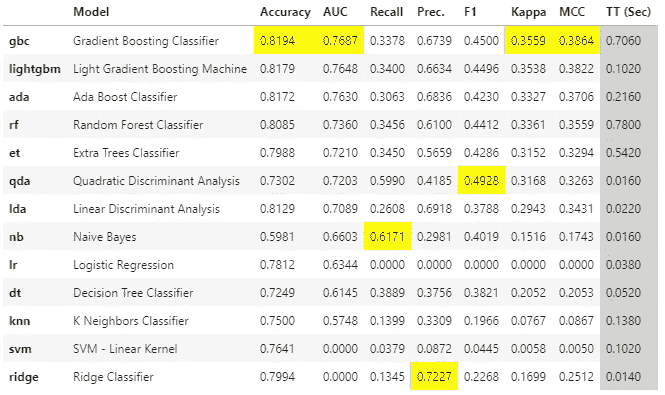 Model Accuracy AUC Recall Prec. F1 Kappa MCC TT (Sec)
gbc Gradient Boosting Classifier 0.8194 0.7687 0.3378 0.6739 0.4500 0.3559 0.3864 0.7060
lightgbm Light Gradient Boosting Machine 0.8179 0.7648 0.3400 0.6634 0.4496 0.3538 0.3822 0.1020
ada Ada Boost Classifier 0.8172 0.7630 0.3063 0.6836 0.4230 0.3327 0.3706 0.2160
rf Random Forest Classifier 0.8085 0.7360 0.3456 0.6100 0.4412 0.3361 0.3559 0.7800
et Extra Trees Classifier 0.7988 0.7210 0.3450 0.5659 0.4286 0.3152 0.3294 0.5420
qda Quadratic Discriminant Analysis 0.7302 0.7203 0.5990 0.4185 0.4928 0.3168 0.3263 0.0160
lda Linear Discriminant Analysis 0.8129 0.7089 0.2608 0.6918 0.3788 0.2943 0.3431 0.0220
nb Naive Bayes 0.5981 0.6603 0.6171 0.2981 0.4019 0.1516 0.1743 0.0160
lr Logistic Regression 0.7812 0.6344 0.0000 0.0000 0.0000 0.0000 0.0000 0.0380
dt Decision Tree Classifier 0.7249 0.6145 0.3889 0.3756 0.3821 0.2052 0.2053 0.0520
knn K Neighbors Classifier 0.7500 0.5748 0.1399 0.3309 0.1966 0.0767 0.0867 0.1380
svm SVM - Linear Kernel 0.7641 0.0000 0.0379 0.0872 0.0445 0.0058 0.0050 0.1020
ridge Ridge Classifier 0.7994 0.0000 0.1345 0.7227 0.2268 0.1699 0.2512 0.0140